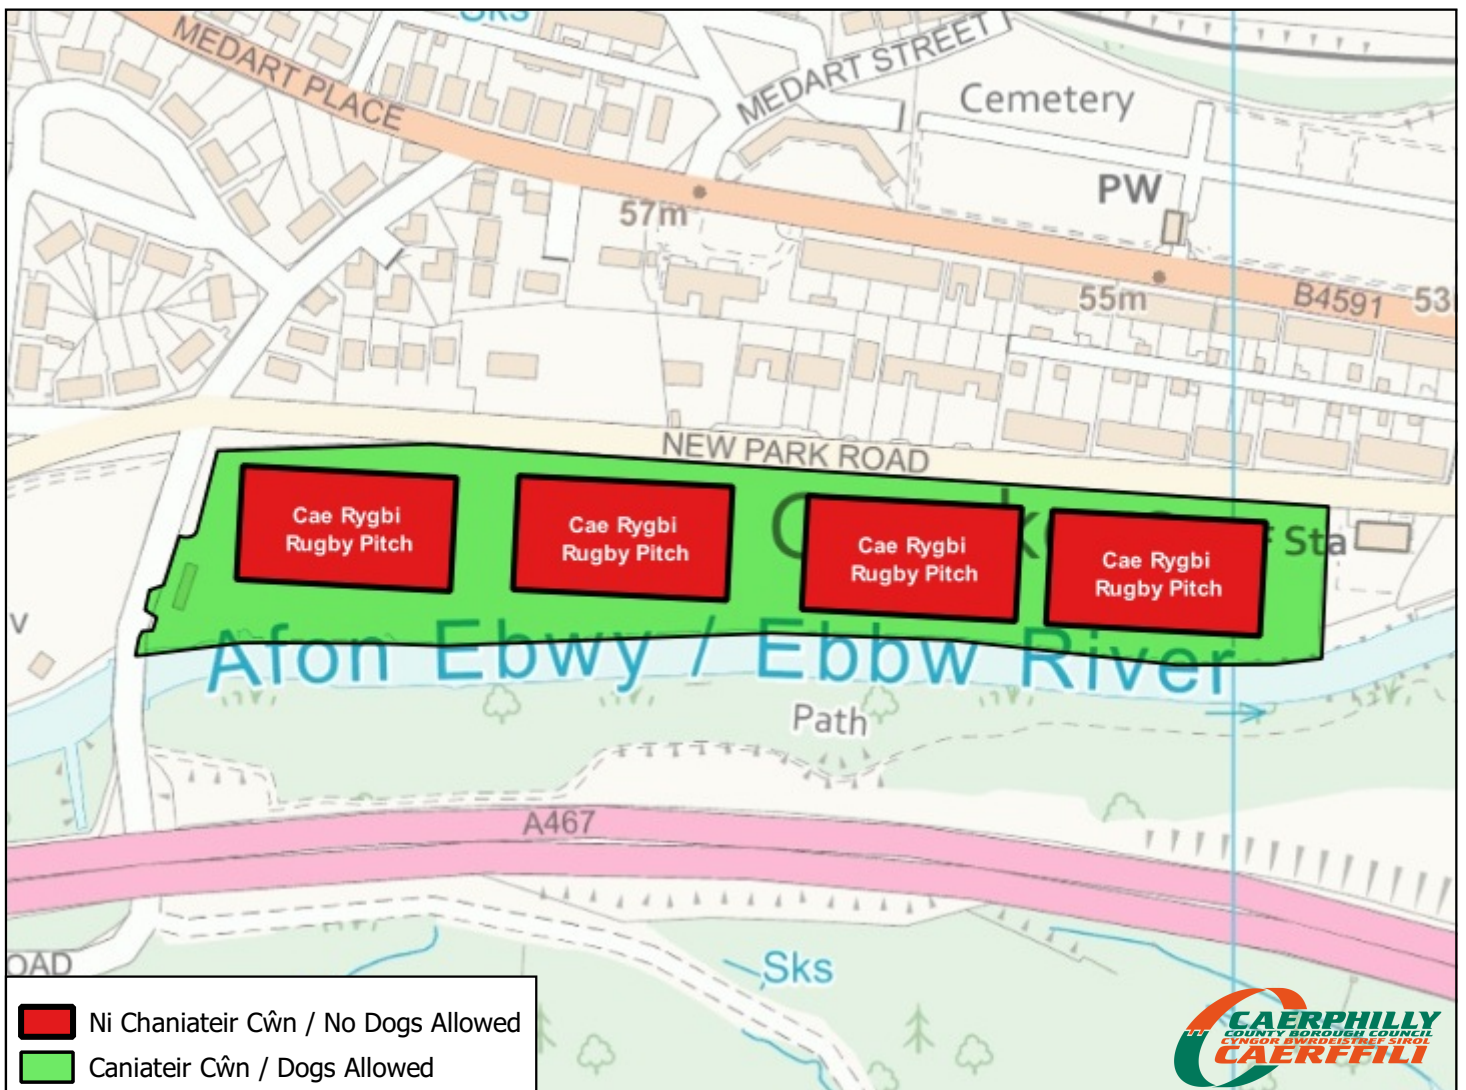 Sks
MEDART PLACE
MEDART STREET
Cemetery
PW
57m
55m
B4591
53
NEW PARK ROAD
Cae Rygbi
Rugby Pitch
Cae Rygbi
Rugby Pitch
Cae Rygbi
Rugby Pitch
Cae Rygbi
Rugby Pitch
Sta
Afon Ebwy / Ebbw River
Path
A467
Sks
OAD
Ni Chaniateir Cŵn / No Dogs Allowed
Caniateir Cŵn / Dogs Allowed
CAERPHILLY
COUNTY BOROUGH COUNCIL
CYNGOR BWRDEISTREF SIROL
CAERFFILI